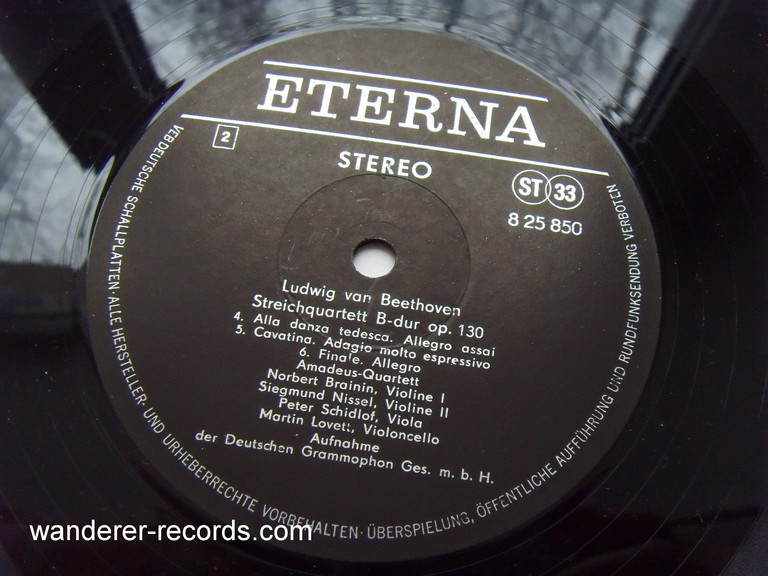 ETERNA
2
STEREO
ST 33
8 25 850
Ludwig van Beethoven
Streichquartett B-dur op. 130
4. Alla danza tedesca. Allegro assai
5. Cavatina. Adagio molto espressivo
6. Finale. Allegro
Amadeus-Quartett
Norbert Brainin, Violine I
Siegmund Nissel, Violine II
Peter Schidlof, Viola
Martin Lovett, Violoncello
Aufnahme
der Deutschen Grammophon Ges. m. b. H.
VEB DEUTSCHE SCHALLPLATTEN · ALLE HERSTELLER- UND URHEBERRECHTE VORBEHALTEN · ÜBERSPIELUNG, ÖFFENTLICHE AUFFÜHRUNG UND RUNDFUNKSENDUNG VERBOTEN
wanderer-records.com